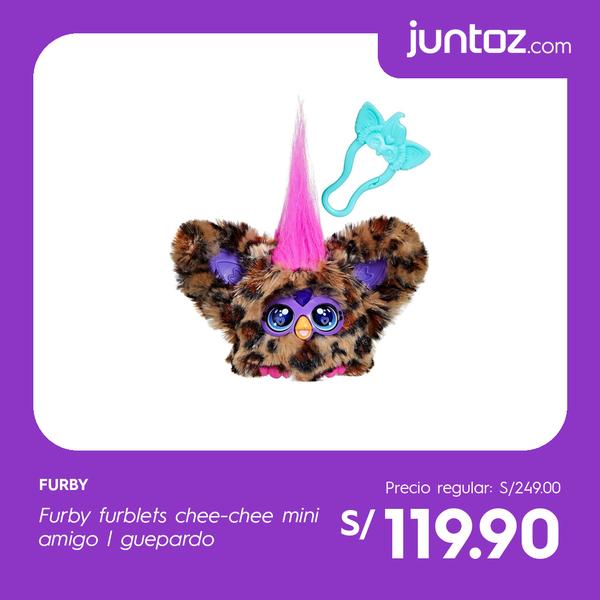 juntoz.com
FURBY
Furby furblets chee-chee mini
amigo | guepardo
Precio regular: S/249.00
S/119.90